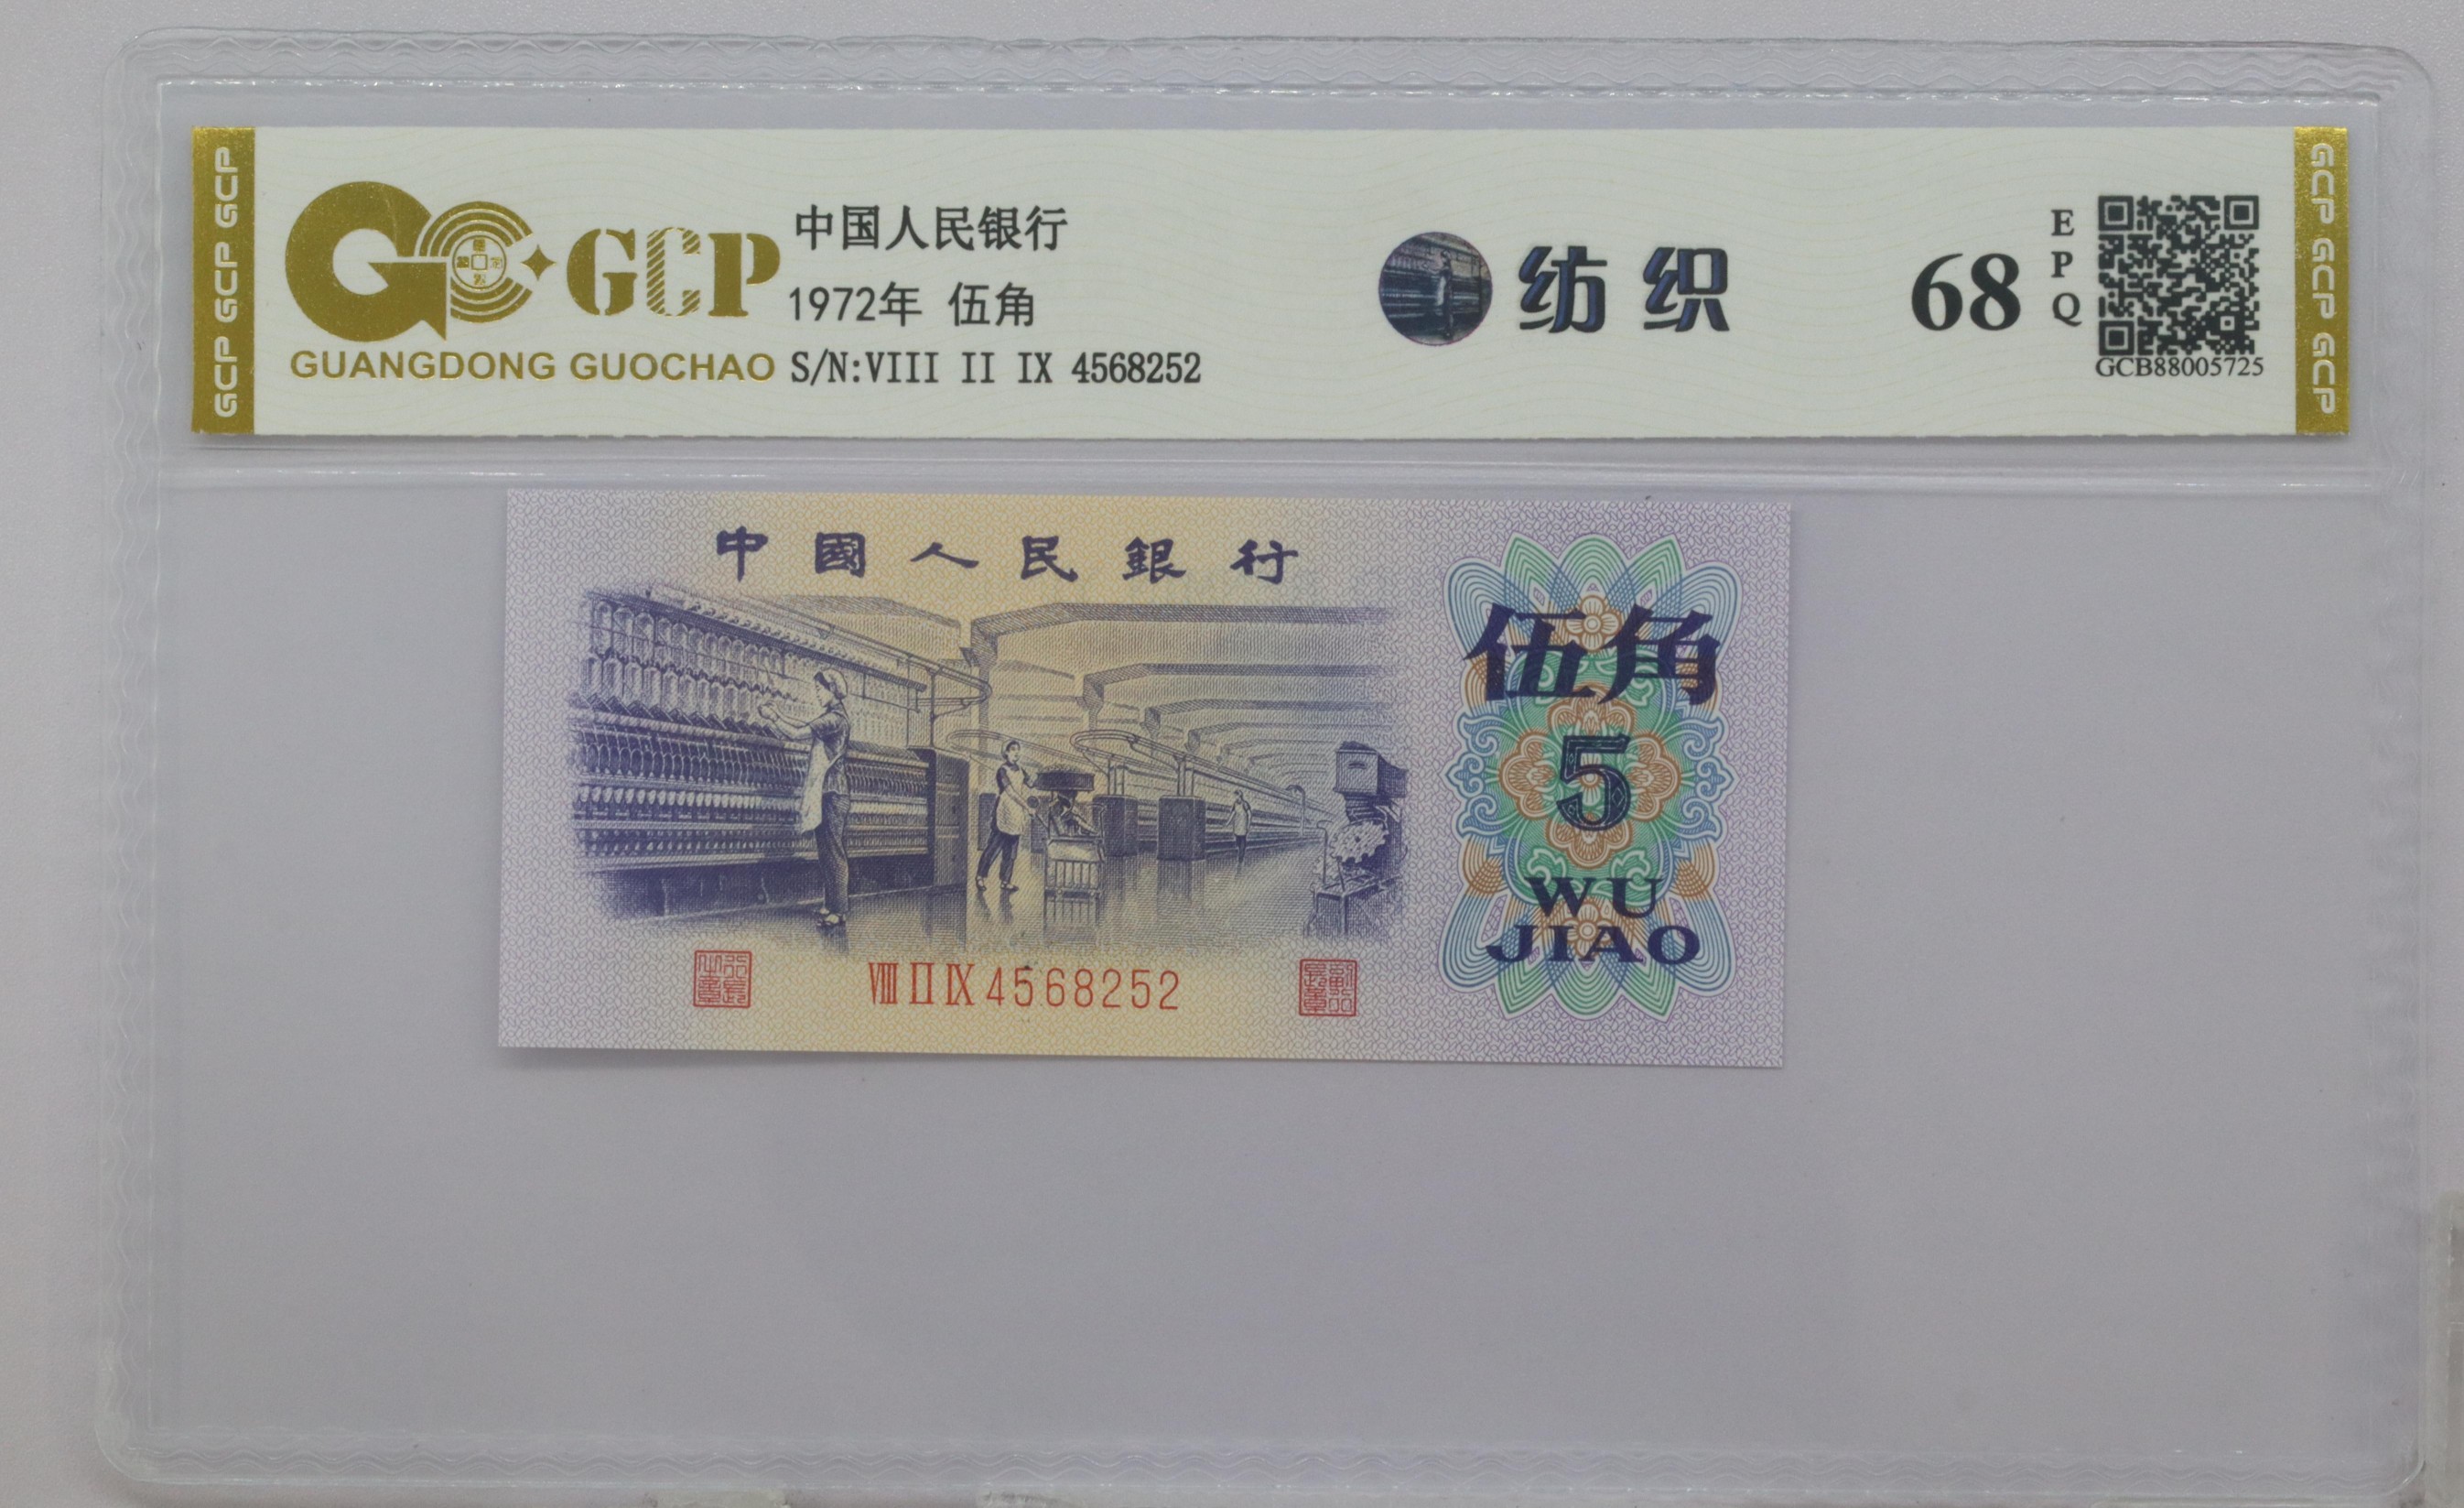 GCP GCP GCP
GCP
GUANGDONG GUOCHAO
中国人民银行
1972年 伍角
S/N:VIII II IX 4568252
纺织
68
EPQ
GCB88005725
GCP GCP GCP
中國人民銀行
伍角
5
WU
JIAO
VIII II IX 4568252